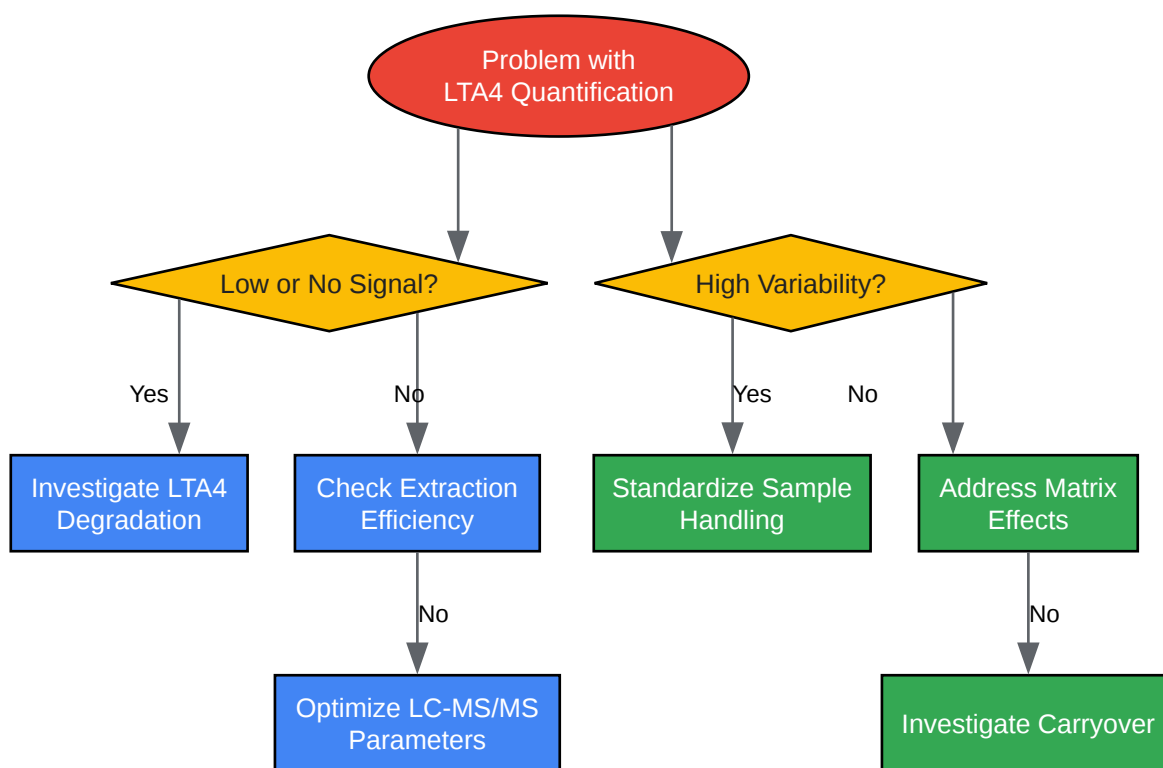 Problem with
LTA4 Quantification
Low or No Signal?
High Variability?
Yes
No
Yes
No
Investigate LTA4
Degradation
Check Extraction
Efficiency
Standardize Sample
Handling
Address Matrix
Effects
No
No
Optimize LC-MS/MS
Parameters
Investigate Carryover